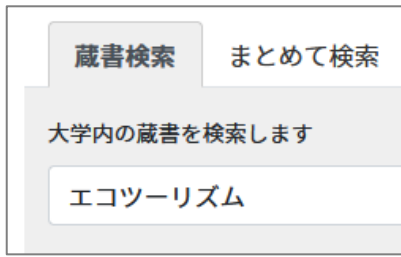 蔵書検索 まとめて検索
大学内の蔵書を検索します
エコツーリズム